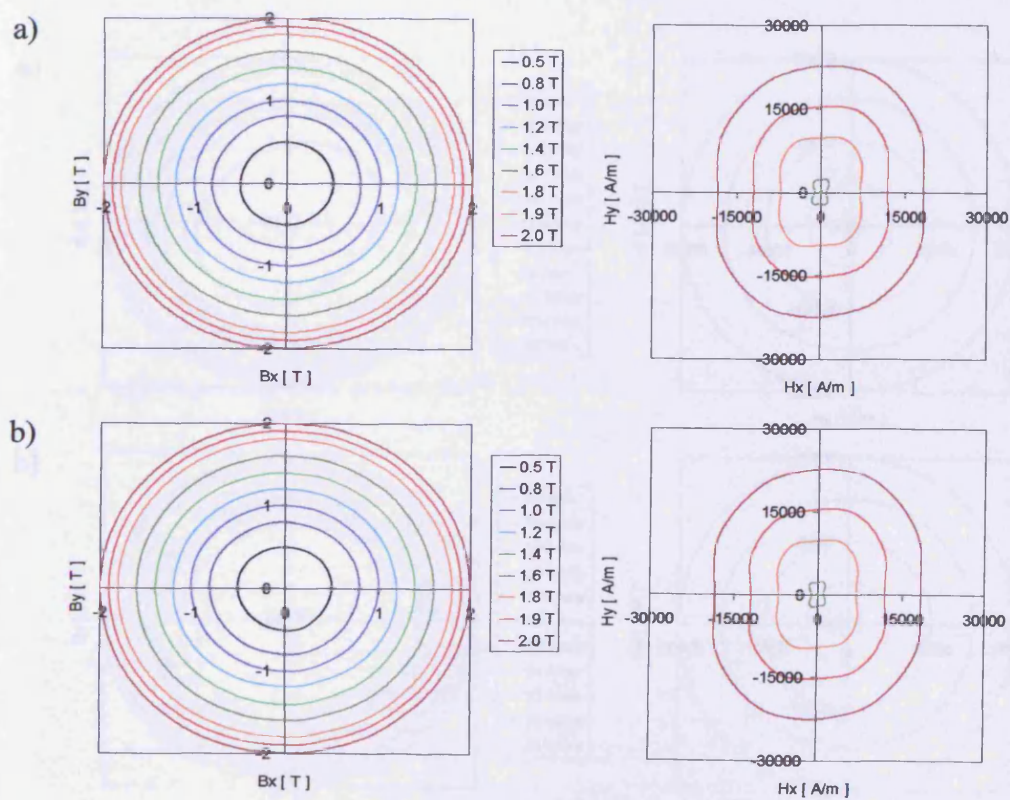 a)
2
1
0
-1
-2
-2
-1
0
1
2
By [ T ]
Bx [ T ]
0.5 T
0.8 T
1.0 T
1.2 T
1.4 T
1.6 T
1.8 T
1.9 T
2.0 T
30000
15000
0
-15000
-30000
-30000
-15000
0
15000
30000
Hy [ A/m ]
Hx [ A/m ]
b)
2
1
0
-1
-2
-2
-1
0
1
2
By [ T ]
Bx [ T ]
0.5 T
0.8 T
1.0 T
1.2 T
1.4 T
1.6 T
1.8 T
1.9 T
2.0 T
30000
15000
0
-15000
-30000
-30000
-15000
0
15000
30000
Hy [ A/m ]
Hx [ A/m ]